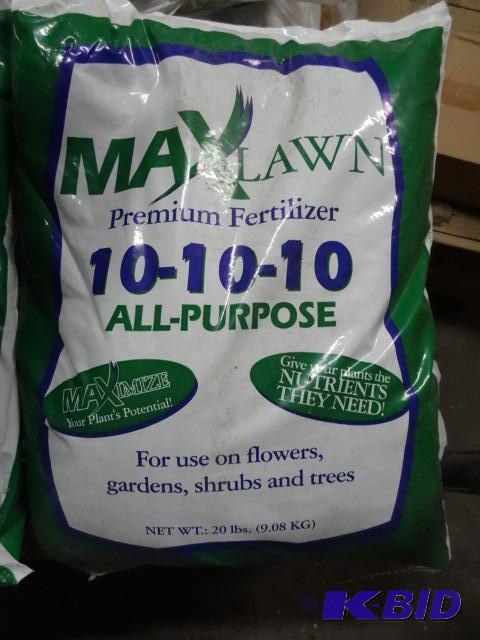 MAXLAWN
Premium Fertilizer
10-10-10
ALL-PURPOSE
MAXIMIZE
Your Plant's Potential!
Give your plants the
NUTRIENTS
THEY NEED!
For use on flowers,
gardens, shrubs and trees
NET WT.: 20 lbs. (9.08 KG)
© K-BID